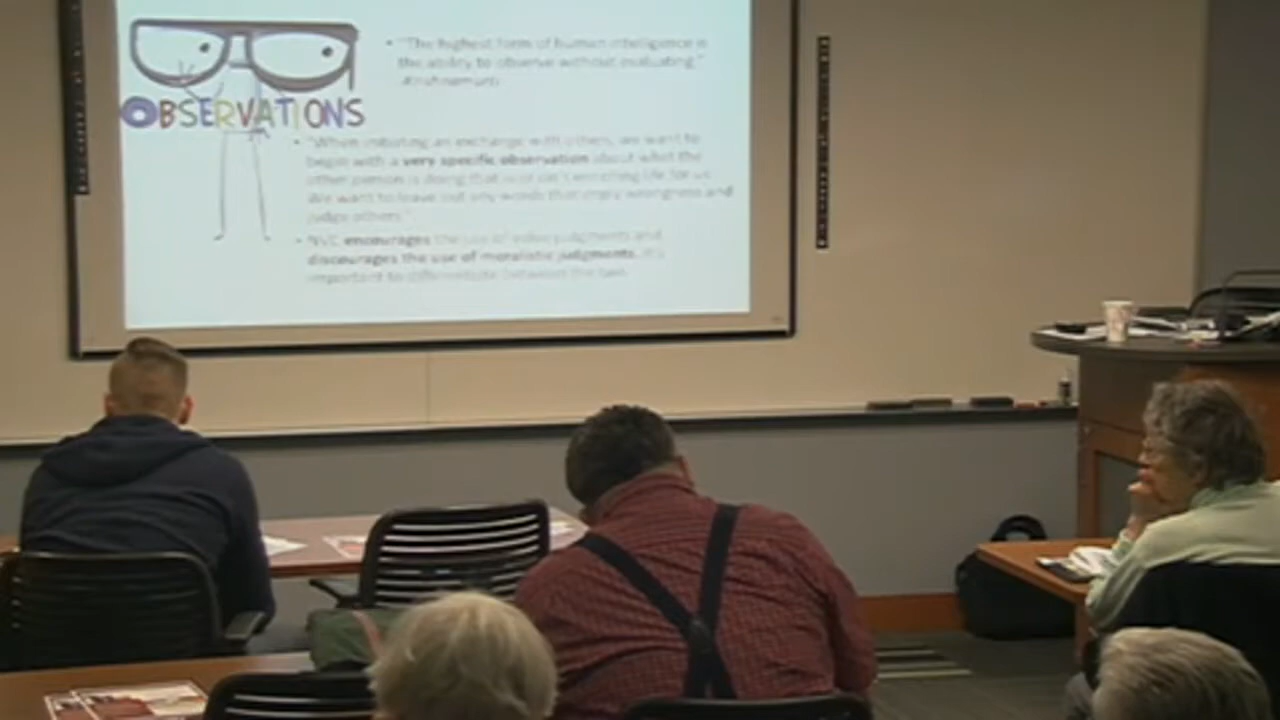 OBSERVATIONS
• "The highest form of human intelligence is
the ability to observe without evaluating."
• "When initiating an exchange with others, we want to
begin with a very specific observation about what the
other person is doing that is or isn't enriching life for us.
We want to leave out any words that imply wrongness and
judge others."
• NVC encourages the use of value judgments and
discourages the use of moralistic judgments. It's
important to differentiate between the two.